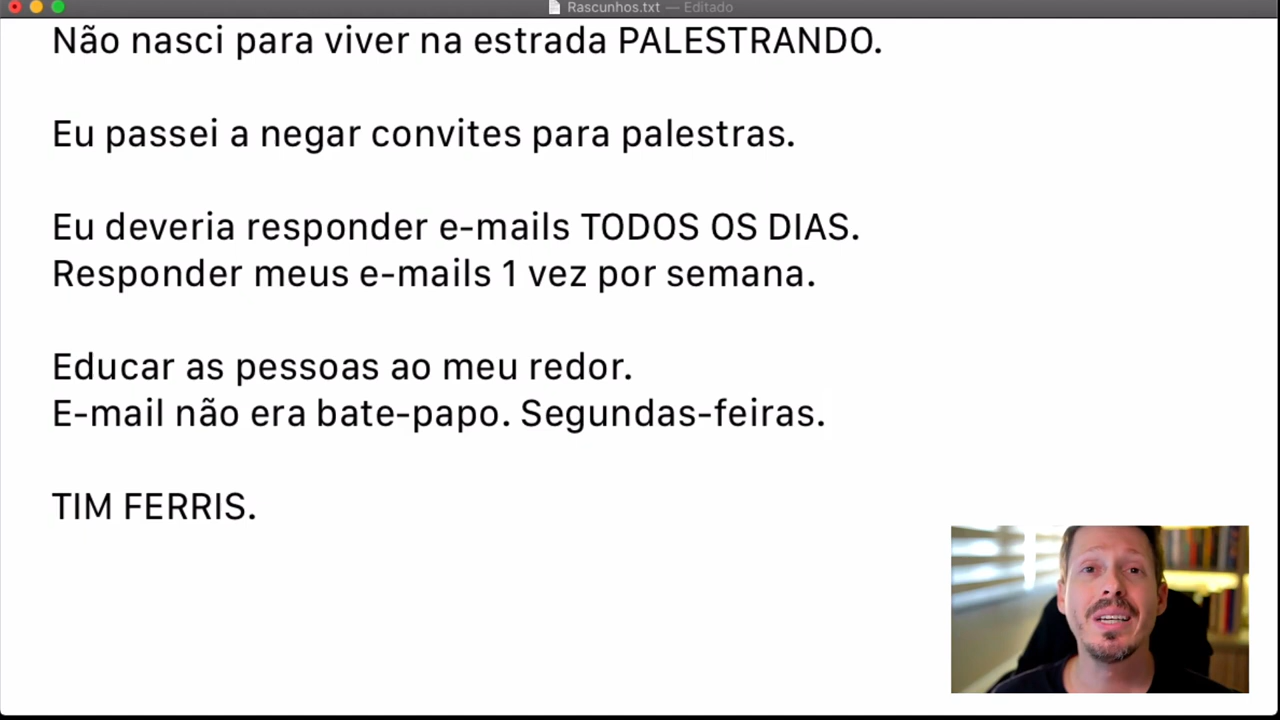 Rascunhos.txt — Editado
Não nasci para viver na estrada PALESTRANDO.
Eu passei a negar convites para palestras.
Eu deveria responder e-mails TODOS OS DIAS.
Responder meus e-mails 1 vez por semana.
Educar as pessoas ao meu redor.
E-mail não era bate-papo. Segundas-feiras.
TIM FERRIS.